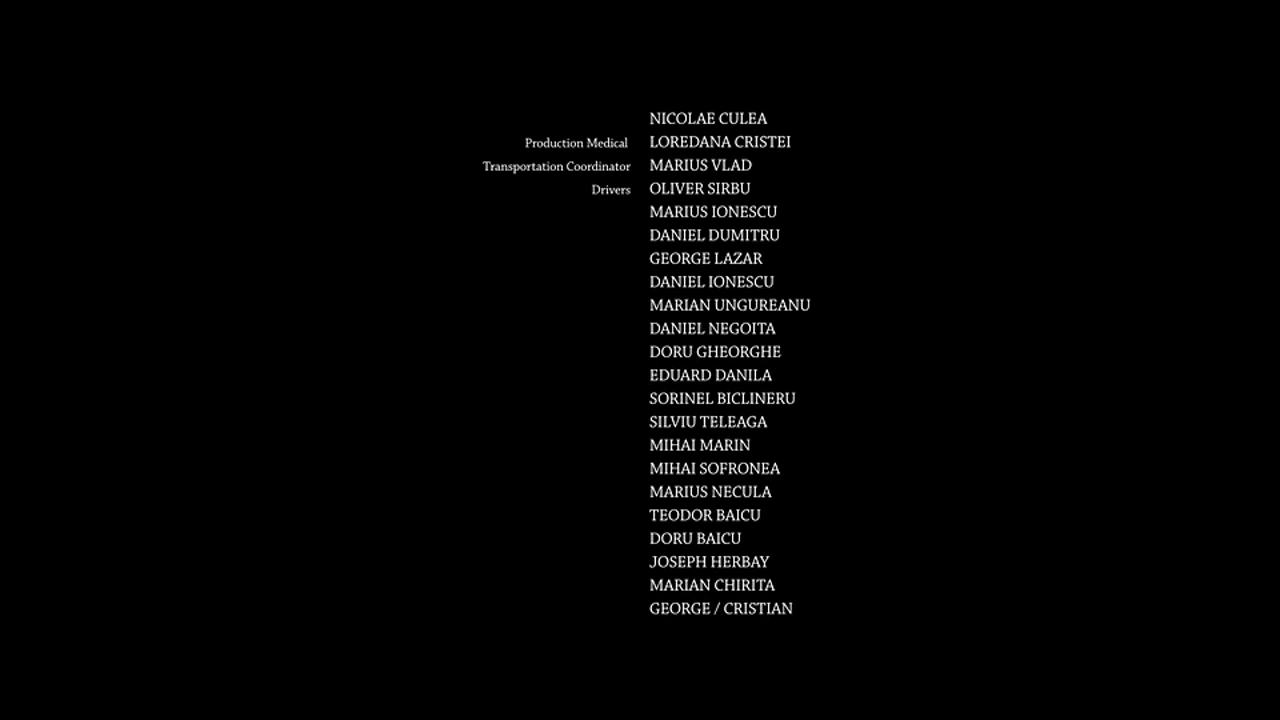 NICOLAE CULEA
Production Medical LOREDANA CRISTEI
Transportation Coordinator MARIUS VLAD
Drivers OLIVER SIRBU
MARIUS IONESCU
DANIEL DUMITRU
GEORGE LAZAR
DANIEL IONESCU
MARIAN UNGUREANU
DANIEL NEGOITA
DORU GHEORGHE
EDUARD DANILA
SORINEL BICLINERU
SILVIU TELEAGA
MIHAI MARIN
MIHAI SOFRONEA
MARIUS NECULA
TEODOR BAICU
DORU BAICU
JOSEPH HERBAY
MARIAN CHIRITA
GEORGE / CRISTIAN